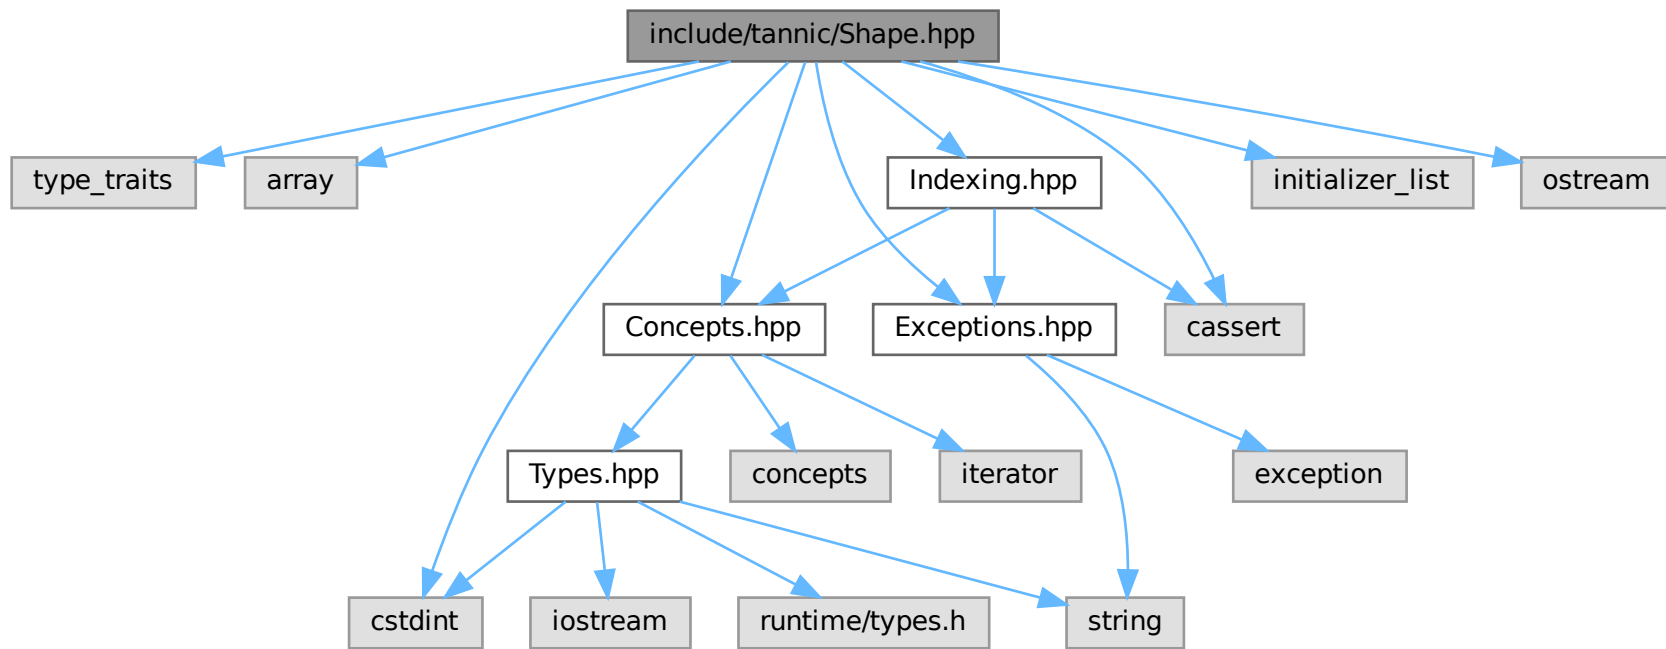 include/tannic/Shape.hpp
type_traits
array
Indexing.hpp
initializer_list
ostream
Concepts.hpp
Exceptions.hpp
cassert
Types.hpp
concepts
iterator
exception
cstdint
iostream
runtime/types.h
string